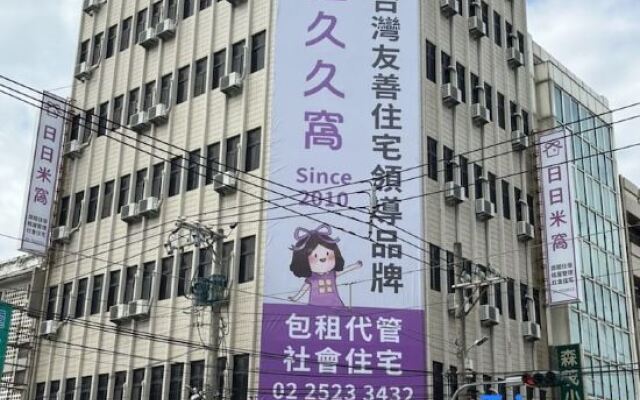 日日米窩
久久窩
Since
2010
台灣友善住宅領導品牌
包租代管
社會住宅
02 2523 3432
日日米窩
森